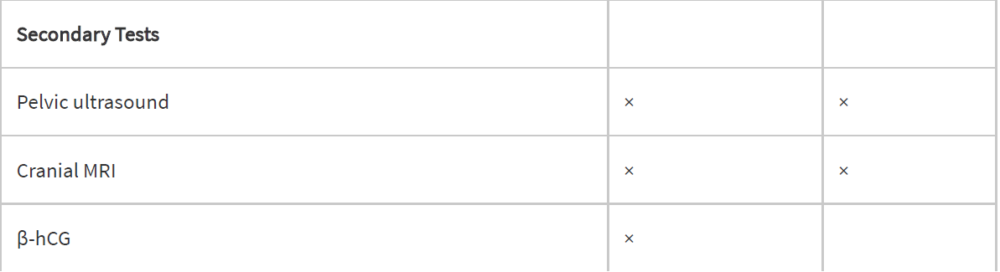 Secondary Tests
Pelvic ultrasound × ×
Cranial MRI × ×
β-hCG ×